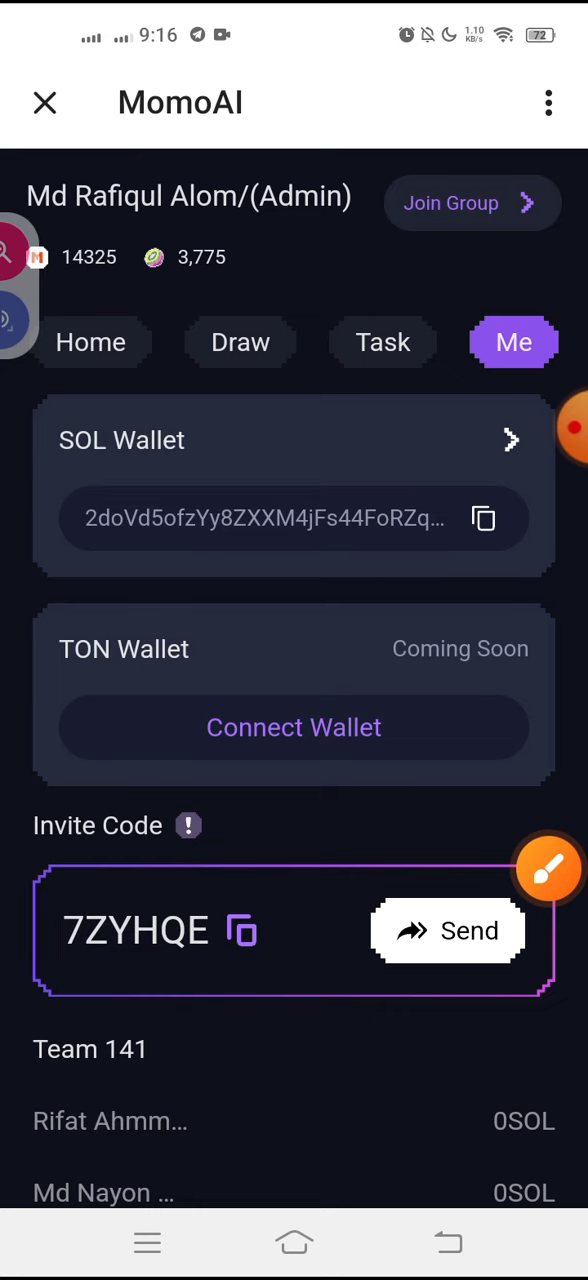 9:16 1.10 KB/s 72
MomoAI
Md Rafiqul Alom/(Admin)
Join Group
M 14325 3,775
Home Draw Task Me
SOL Wallet
2doVd5ofzYy8ZXXM4jFs44FoRZq...
TON Wallet Coming Soon
Connect Wallet
Invite Code !
7ZYHQE Send
Team 141
Rifat Ahmm... 0SOL
Md Nayon ... 0SOL